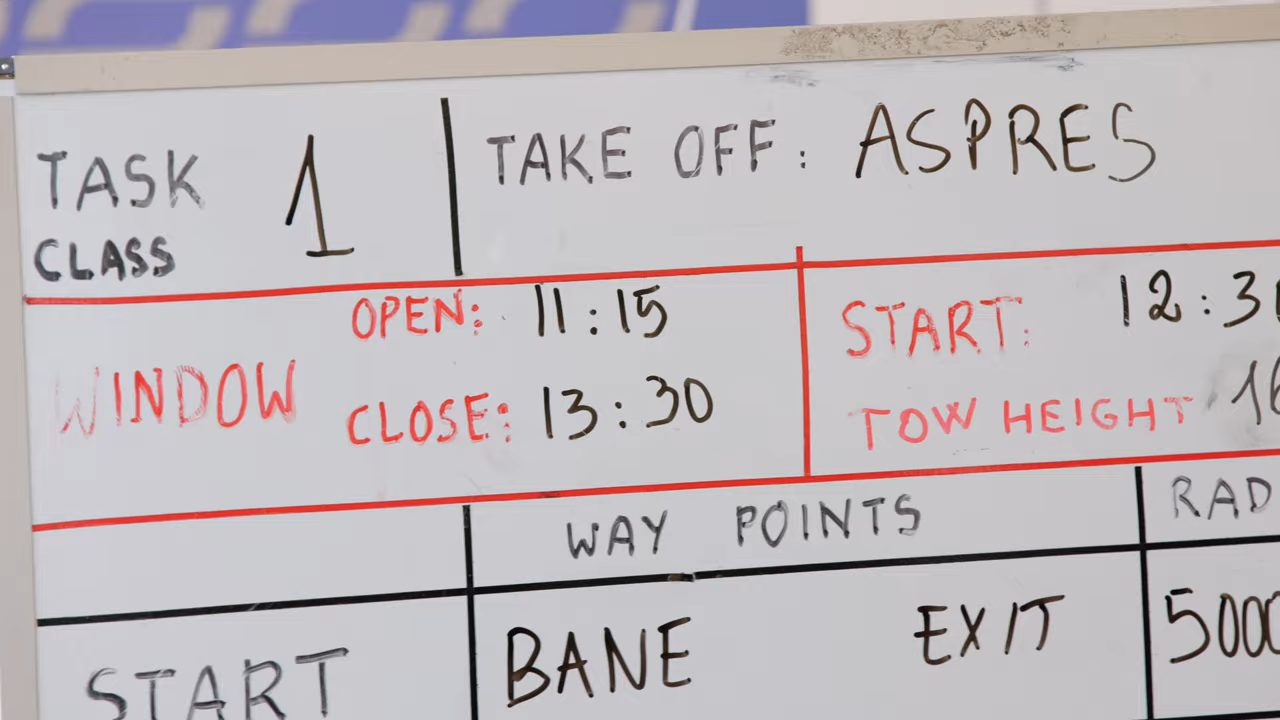 TASK 1 TAKE OFF: ASPRES
CLASS
OPEN: 11:15 START:
WINDOW
CLOSE: 13:30 TOW HEIGHT
WAY POINTS
START BANE EXIT